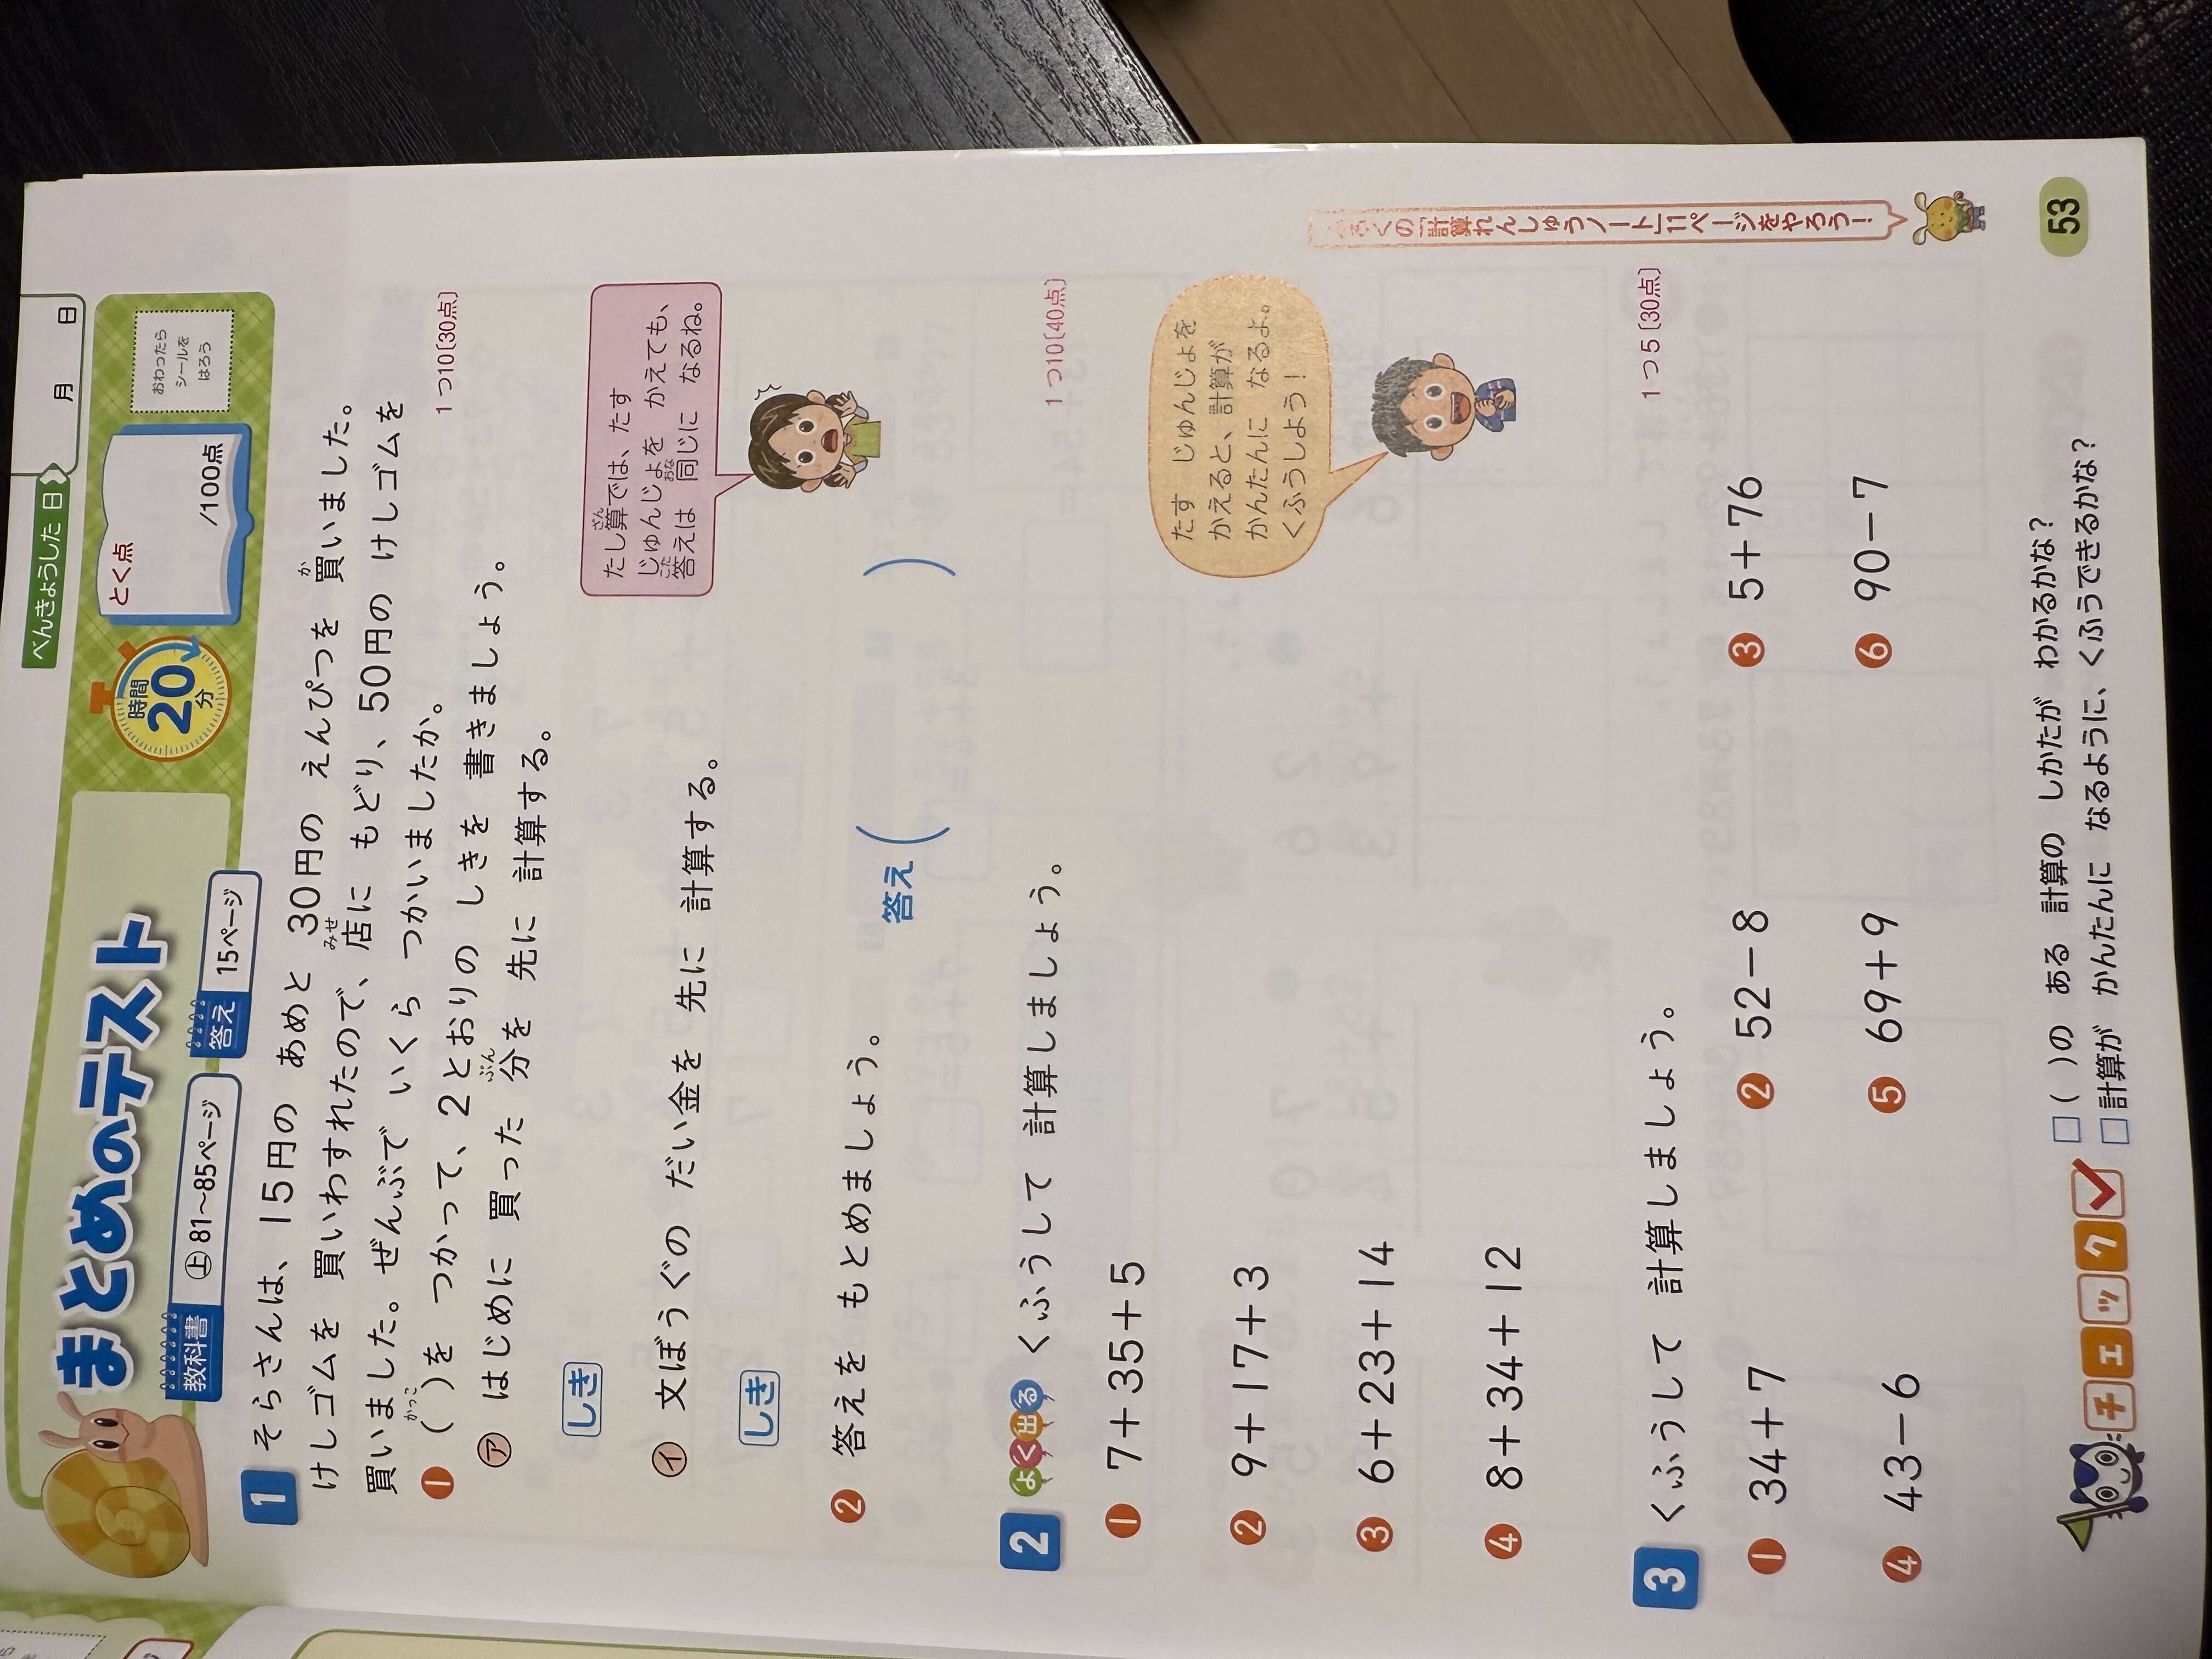 べんきょうした 日 月 日
まとめのテスト
教科書 ㊤ 81〜85ページ
答え 15ページ
時間 20分
とく点
/100点
おわったら
シールを
はろう
1 そらさんは、15円の あめと 30円の えんぴつを 買いました。
けしゴムを 買いわすれたので、店に もどり、50円の けしゴムを
買いました。ぜんぶで いくら つかいましたか。
1つ10〔30点〕
❶ ( )を つかって、2とおりの しきを 書きましょう。
㋐ はじめに 買った 分を 先に 計算する。
しき
たし算では、たす
じゅんじょを かえても、
答えは 同じに なるね。
㋑ 文ぼうぐの だい金を 先に 計算する。
しき
❷ 答えを もとめましょう。
答え( )
2 よく出る くふうして 計算しましょう。
1つ10〔40点〕
❶ 7+35+5
❷ 9+17+3
❸ 6+23+14
❹ 8+34+12
たす じゅんじょを
かえると、計算が
かんたんに なるよ。
くふうしよう!
3 くふうして 計算しましょう。
1つ5〔30点〕
❶ 34+7
❷ 52-8
❸ 5+76
❹ 43-6
❺ 69+9
❻ 90-7
チェック
□( )の ある 計算の しかたが わかるかな?
□計算が かんたんに なるように、くふうできるかな?
ふろくの「計算れんしゅうノート」11ページをやろう!
53